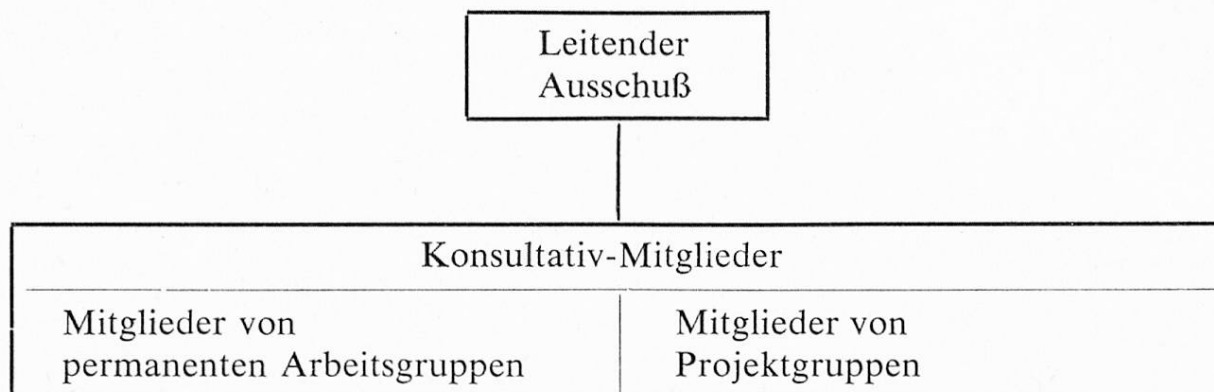 Leitender
Ausschuß
Konsultativ-Mitglieder
Mitglieder von
permanenten Arbeitsgruppen
Mitglieder von
Projektgruppen